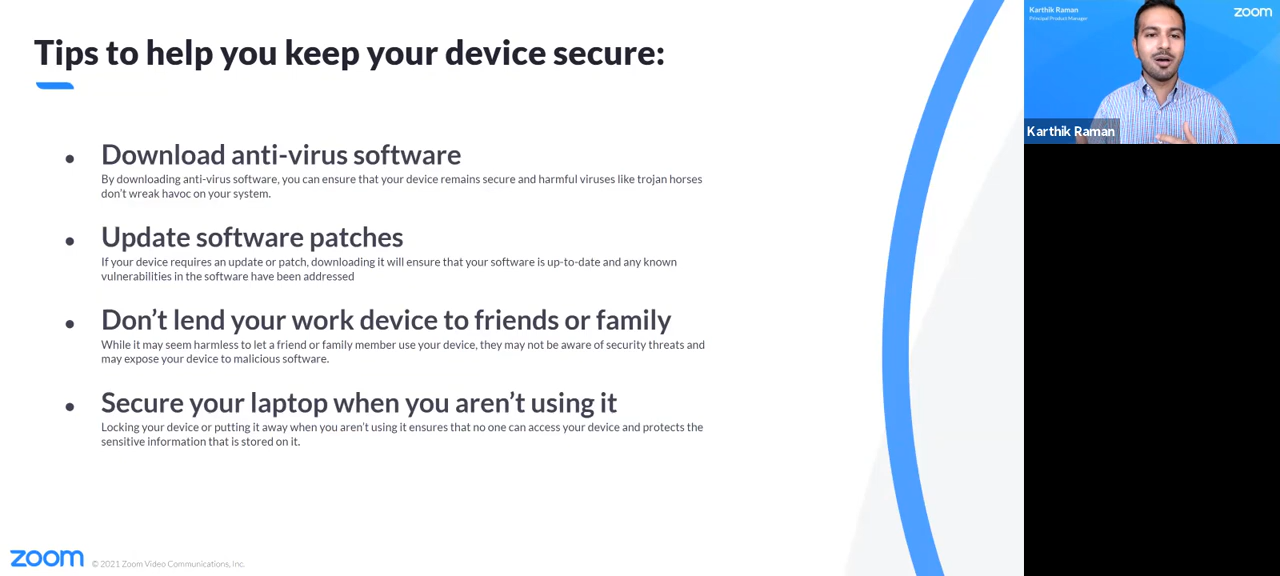 Tips to help you keep your device secure:
• Download anti-virus software
By downloading anti-virus software, you can ensure that your device remains secure and harmful viruses like trojan horses
don’t wreak havoc on your system.
• Update software patches
If your device requires an update or patch, downloading it will ensure that your software is up-to-date and any known
vulnerabilities in the software have been addressed
• Don’t lend your work device to friends or family
While it may seem harmless to let a friend or family member use your device, they may not be aware of security threats and
may expose your device to malicious software.
• Secure your laptop when you aren’t using it
Locking your device or putting it away when you aren’t using it ensures that no one can access your device and protects the
sensitive information that is stored on it.
zoom © 2021 Zoom Video Communications, Inc.
Karthik Raman
Principal Product Manager
zoom
Karthik Raman